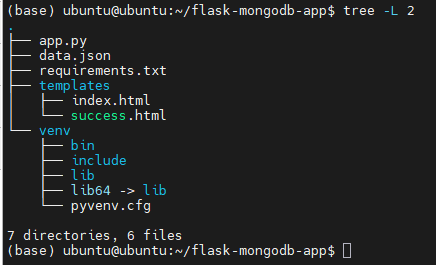 (base) ubuntu@ubuntu:~/flask-mongodb-app$ tree -L 2
.
├── app.py
├── data.json
├── requirements.txt
├── templates
│   ├── index.html
│   └── success.html
└── venv
    ├── bin
    ├── include
    ├── lib
    ├── lib64 -> lib
    └── pyvenv.cfg

7 directories, 6 files
(base) ubuntu@ubuntu:~/flask-mongodb-app$